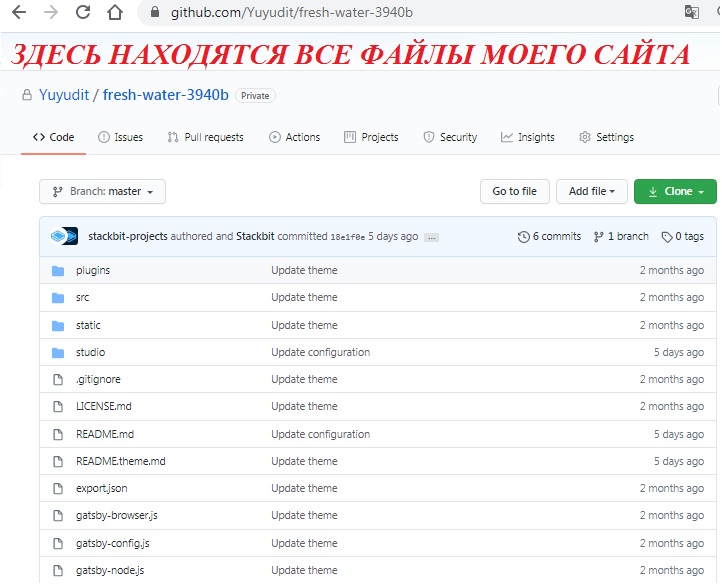 github.com/Yuyudit/fresh-water-3940b
ЗДЕСЬ НАХОДЯТСЯ ВСЕ ФАЙЛЫ МОЕГО САЙТА
Yuyudit / fresh-water-3940b Private
Code Issues Pull requests Actions Projects Security Insights Settings
Branch: master Go to file Add file Clone
stackbit-projects authored and Stackbit committed 18e1f0e 5 days ago ... 6 commits 1 branch 0 tags
plugins Update theme 2 months ago
src Update theme 2 months ago
static Update theme 2 months ago
studio Update configuration 5 days ago
.gitignore Update theme 2 months ago
LICENSE.md Update theme 2 months ago
README.md Update configuration 5 days ago
README.theme.md Update theme 5 days ago
export.json Update theme 2 months ago
gatsby-browser.js Update theme 2 months ago
gatsby-config.js Update theme 2 months ago
gatsby-node.js Update theme 2 months ago